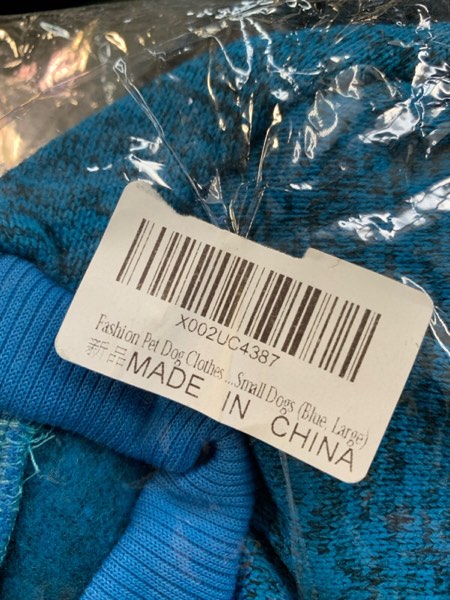 X002UC4387
Fashion Pet Dog Clothes...Small Dogs (Blue, Large)
新品MADE IN CHINA